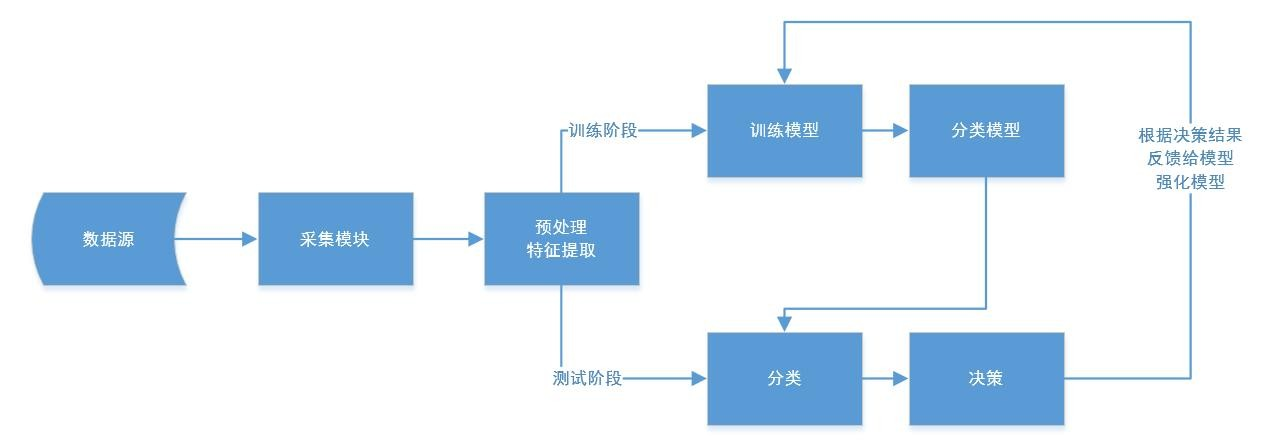 训练阶段
训练模型
分类模型
根据决策结果
反馈给模型
强化模型
数据源
采集模块
预处理
特征提取
测试阶段
分类
决策